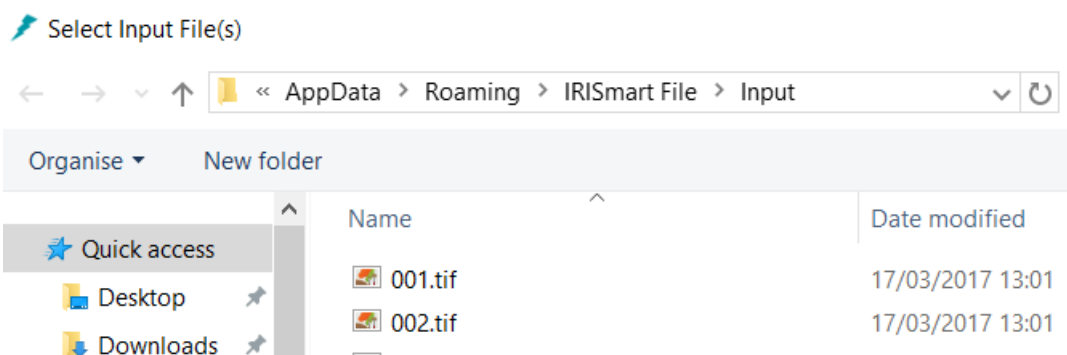 Select Input File(s)
« AppData > Roaming > IRISmart File > Input
Organise New folder
Name Date modified
Quick access
Desktop
Downloads
001.tif 17/03/2017 13:01
002.tif 17/03/2017 13:01